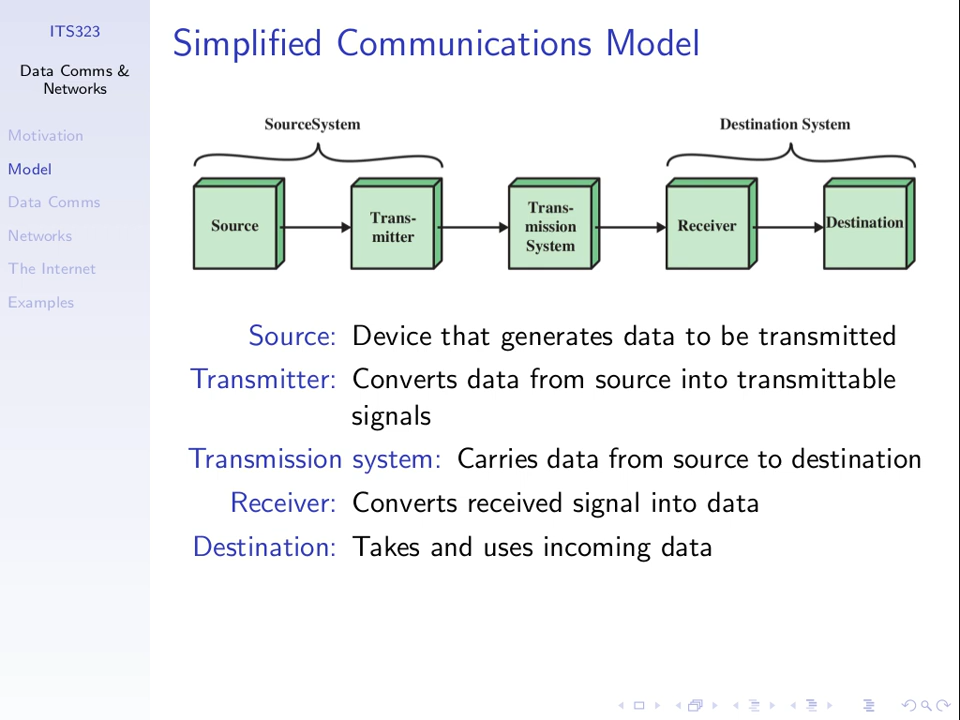 ITS323
Data Comms &
Networks
Motivation
Model
Data Comms
Networks
The Internet
Examples
Simplified Communications Model
SourceSystem
Destination System
Source
Trans-
mitter
Trans-
mission
System
Receiver
Destination
Source: Device that generates data to be transmitted
Transmitter: Converts data from source into transmittable
signals
Transmission system: Carries data from source to destination
Receiver: Converts received signal into data
Destination: Takes and uses incoming data